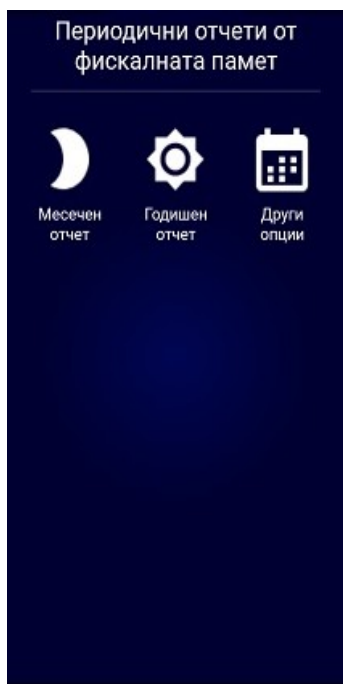 Периодични отчети от
фискалната памет
Месечен
отчет
Годишен
отчет
Други
опции